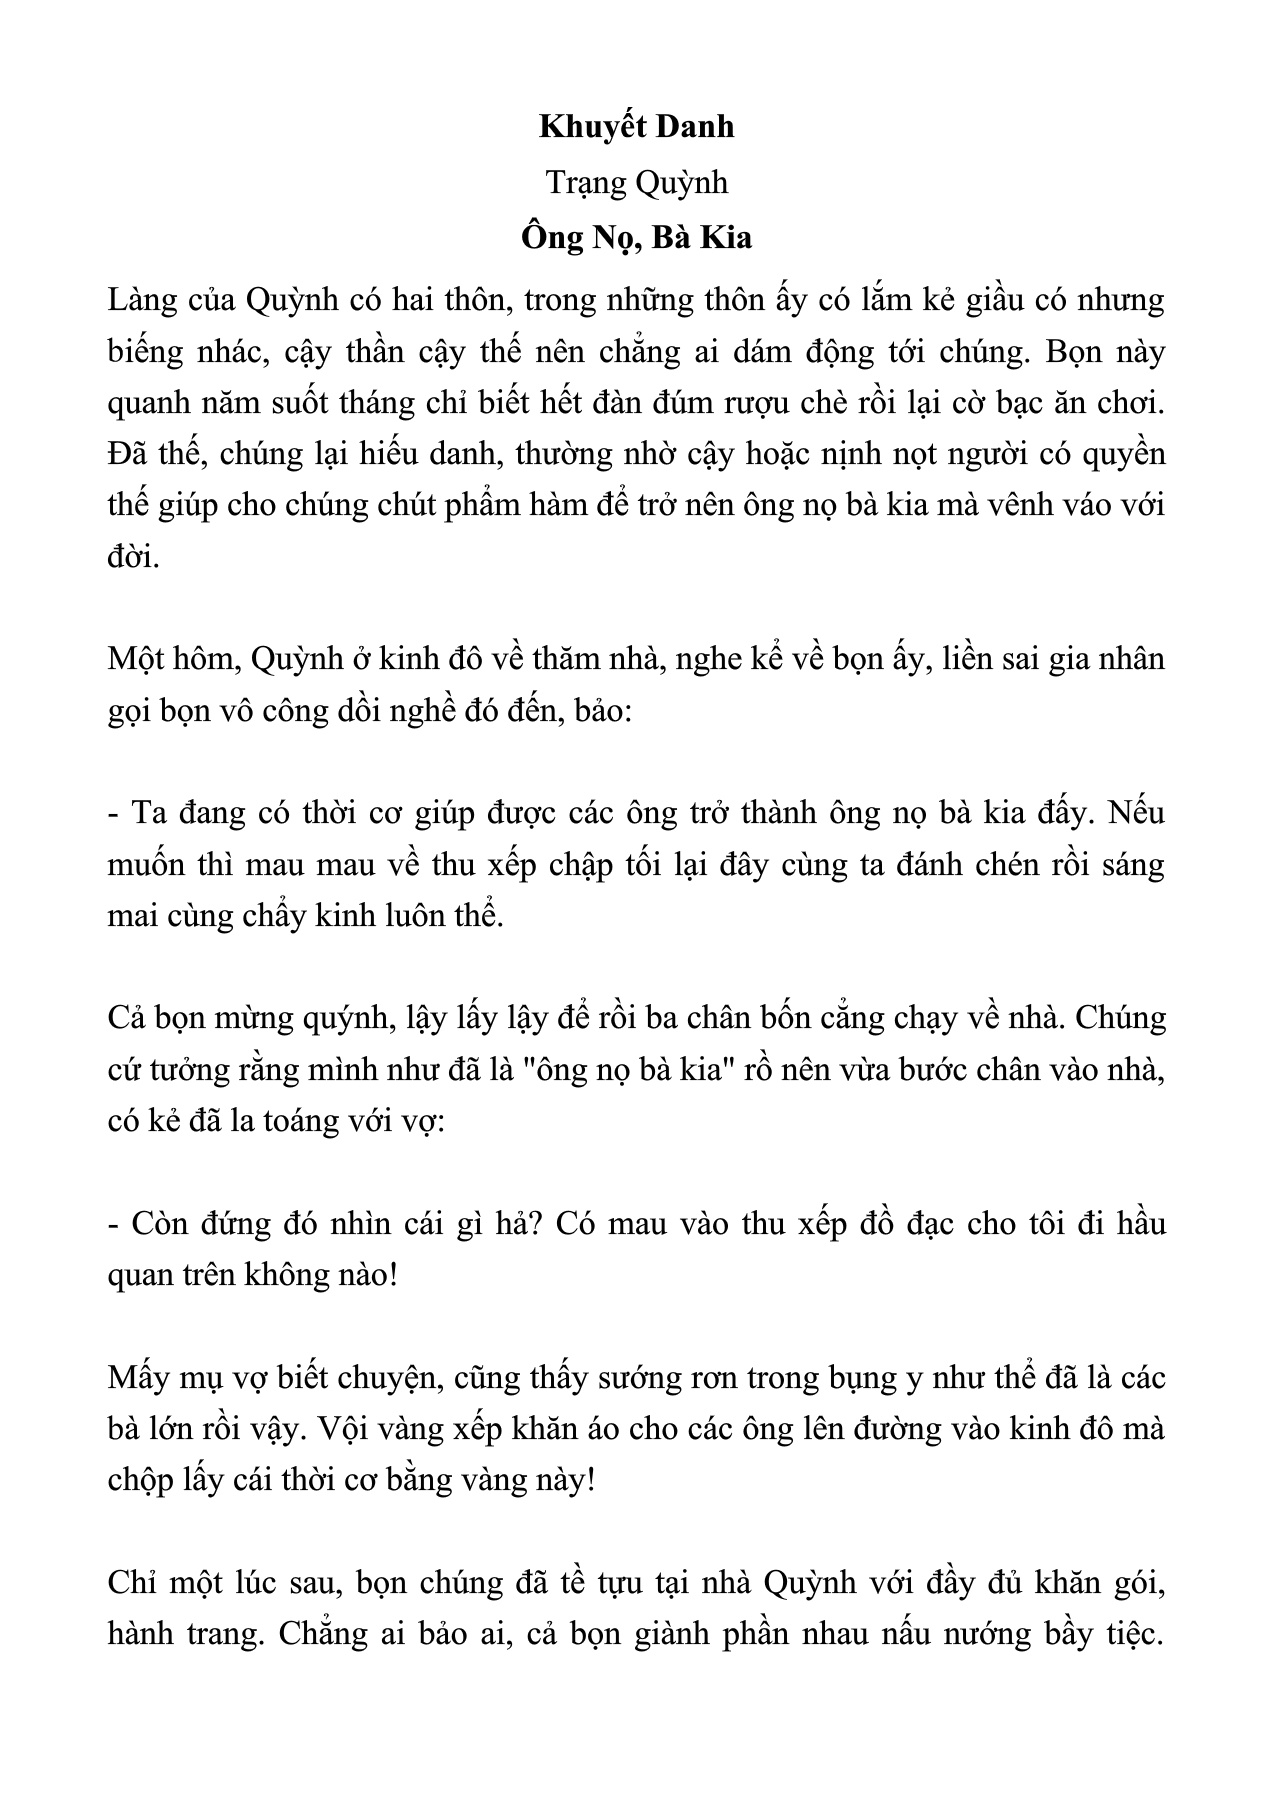 Khuyết Danh
Trạng Quỳnh
Ông Nọ, Bà Kia
Làng của Quỳnh có hai thôn, trong những thôn ấy có lắm kẻ giầu có nhưng
biếng nhác, cậy thần cậy thế nên chẳng ai dám động tới chúng. Bọn này
quanh năm suốt tháng chỉ biết hết đàn đúm rượu chè rồi lại cờ bạc ăn chơi.
Đã thế, chúng lại hiếu danh, thường nhờ cậy hoặc nịnh nọt người có quyền
thế giúp cho chúng chút phẩm hàm để trở nên ông nọ bà kia mà vênh váo với
đời.
Một hôm, Quỳnh ở kinh đô về thăm nhà, nghe kể về bọn ấy, liền sai gia nhân
gọi bọn vô công dồi nghề đó đến, bảo:
- Ta đang có thời cơ giúp được các ông trở thành ông nọ bà kia đấy. Nếu
muốn thì mau mau về thu xếp chập tối lại đây cùng ta đánh chén rồi sáng
mai cùng chẩy kinh luôn thể.
Cả bọn mừng quýnh, lậy lấy lậy để rồi ba chân bốn cẳng chạy về nhà. Chúng
cứ tưởng rằng mình như đã là "ông nọ bà kia" rồ nên vừa bước chân vào nhà,
có kẻ đã la toáng với vợ:
- Còn đứng đó nhìn cái gì hả? Có mau vào thu xếp đồ đạc cho tôi đi hầu
quan trên không nào!
Mấy mụ vợ biết chuyện, cũng thấy sướng rơn trong bụng y như thể đã là các
bà lớn rồi vậy. Vội vàng xếp khăn áo cho các ông lên đường vào kinh đô mà
chộp lấy cái thời cơ bằng vàng này!
Chỉ một lúc sau, bọn chúng đã tề tựu tại nhà Quỳnh với đầy đủ khăn gói,
hành trang. Chẳng ai bảo ai, cả bọn giành phần nhau nấu nướng bầy tiệc.